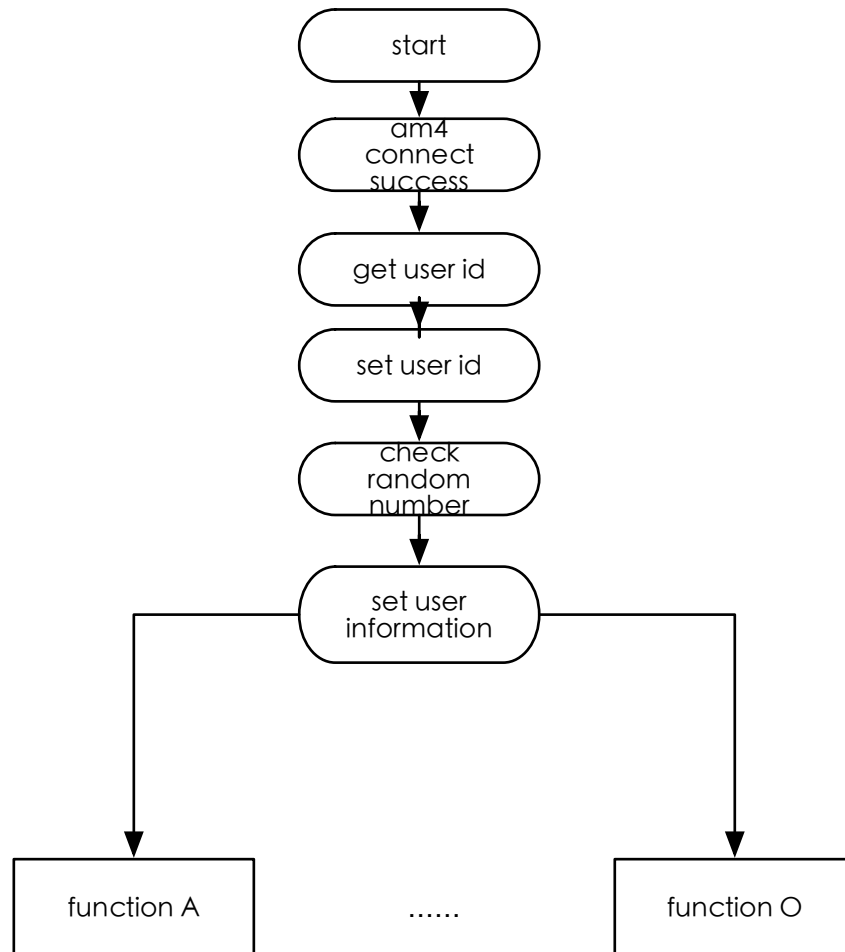 start
am4
connect
success
get user id
set user id
check
random
number
set user
information
function A
......
function O